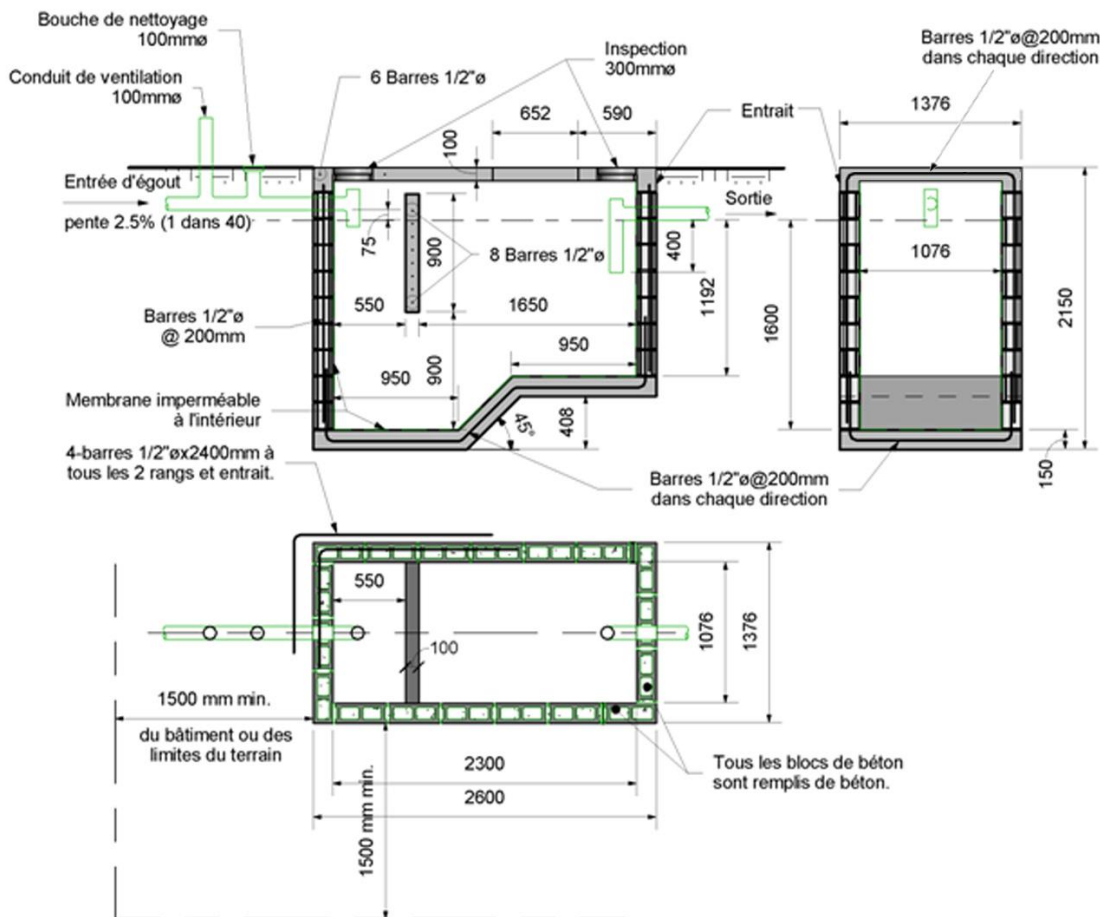 Bouche de nettoyage
100mmø
Conduit de ventilation
100mmø
6 Barres 1/2"ø
Inspection
300mmø
Barres 1/2"ø@200mm
dans chaque direction
652
590
Entrait
1376
100
Entrée d'égout
pente 2.5% (1 dans 40)
Sortie
75
900
8 Barres 1/2"ø
400
1192
1600
1076
2150
550
1650
Barres 1/2"ø
@ 200mm
950
900
950
Membrane imperméable
à l'intérieur
45°
408
4-barres 1/2"øx2400mm à
tous les 2 rangs et entrait.
Barres 1/2"ø@200mm
dans chaque direction
150
550
100
1076
1376
1500 mm min.
du bâtiment ou des
limites du terrain
2300
2600
1500 mm min.
Tous les blocs de béton
sont remplis de béton.